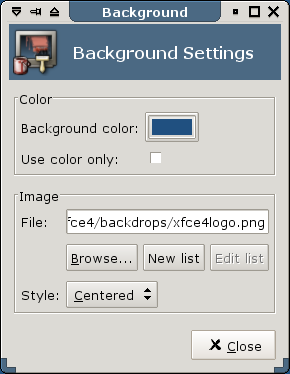 Background
Background Settings
Color
Background color:
Use color only:
Image
File: fce4/backdrops/xfce4logo.png
Browse... New list Edit list
Style: Centered
Close